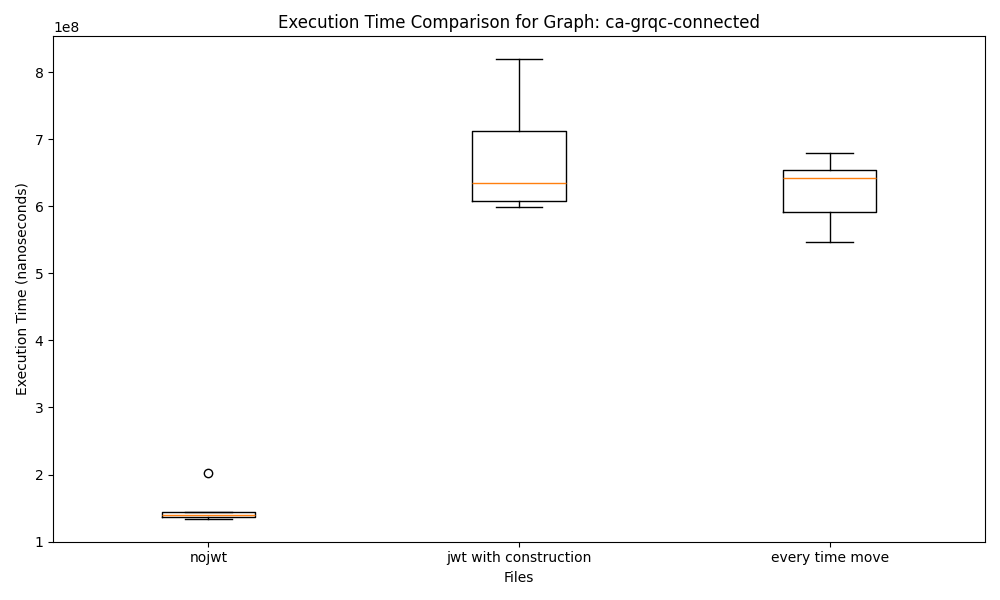 Execution Time Comparison for Graph: ca-grqc-connected
1e8
8
7
6
5
4
3
2
1
Execution Time (nanoseconds)
nojwt
jwt with construction
every time move
Files